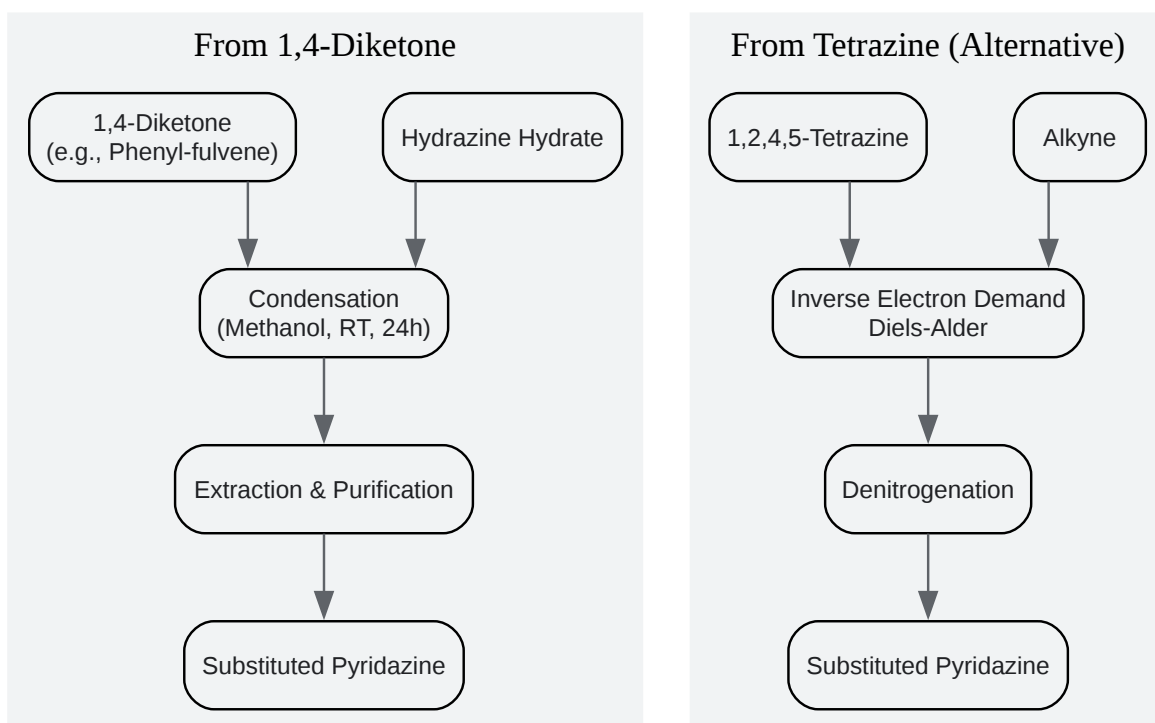 From 1,4-Diketone
1,4-Diketone
(e.g., Phenyl-fulvene)
Hydrazine Hydrate
Condensation
(Methanol, RT, 24h)
Extraction & Purification
Substituted Pyridazine
From Tetrazine (Alternative)
1,2,4,5-Tetrazine
Alkyne
Inverse Electron Demand
Diels-Alder
Denitrogenation
Substituted Pyridazine